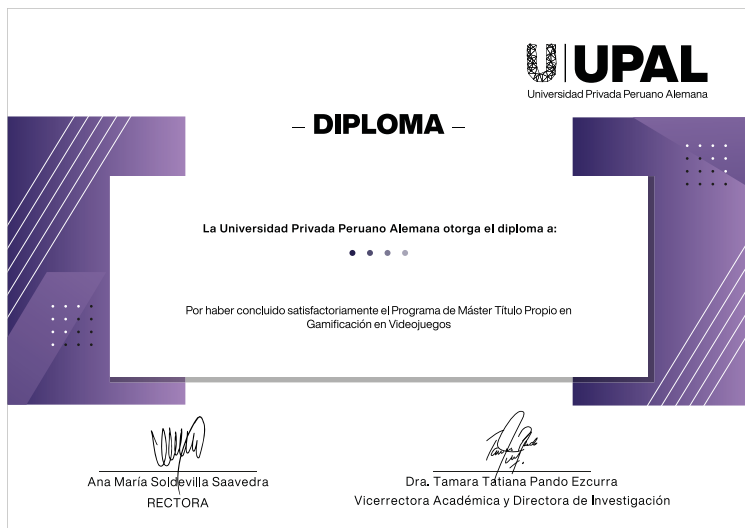 UPAL
Universidad Privada Peruano Alemana
– DIPLOMA –
La Universidad Privada Peruano Alemana otorga el diploma a:
Por haber concluido satisfactoriamente el Programa de Máster Título Propio en
Gamificación en Videojuegos
Ana María Soldevilla Saavedra
RECTORA
Dra. Tamara Tatiana Pando Ezcurra
Vicerrectora Académica y Directora de Investigación